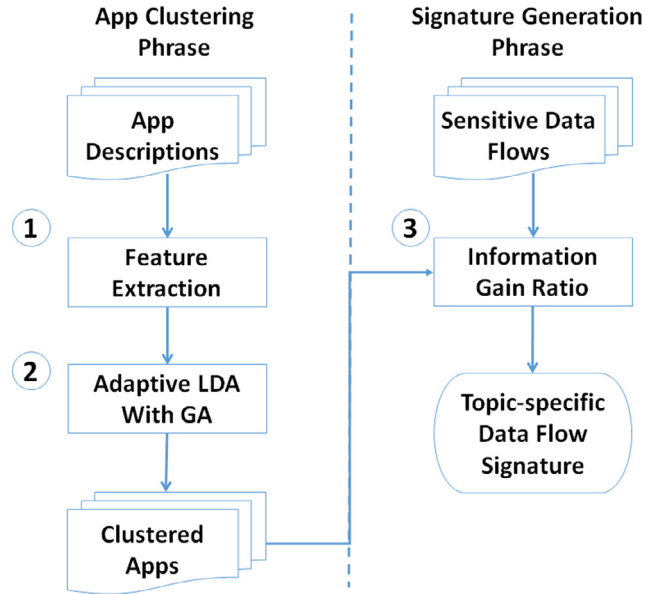 App Clustering
Phrase
App
Descriptions
1
Feature
Extraction
2
Adaptive LDA
With GA
Clustered
Apps
Signature Generation
Phrase
Sensitive Data
Flows
3
Information
Gain Ratio
Topic-specific
Data Flow
Signature